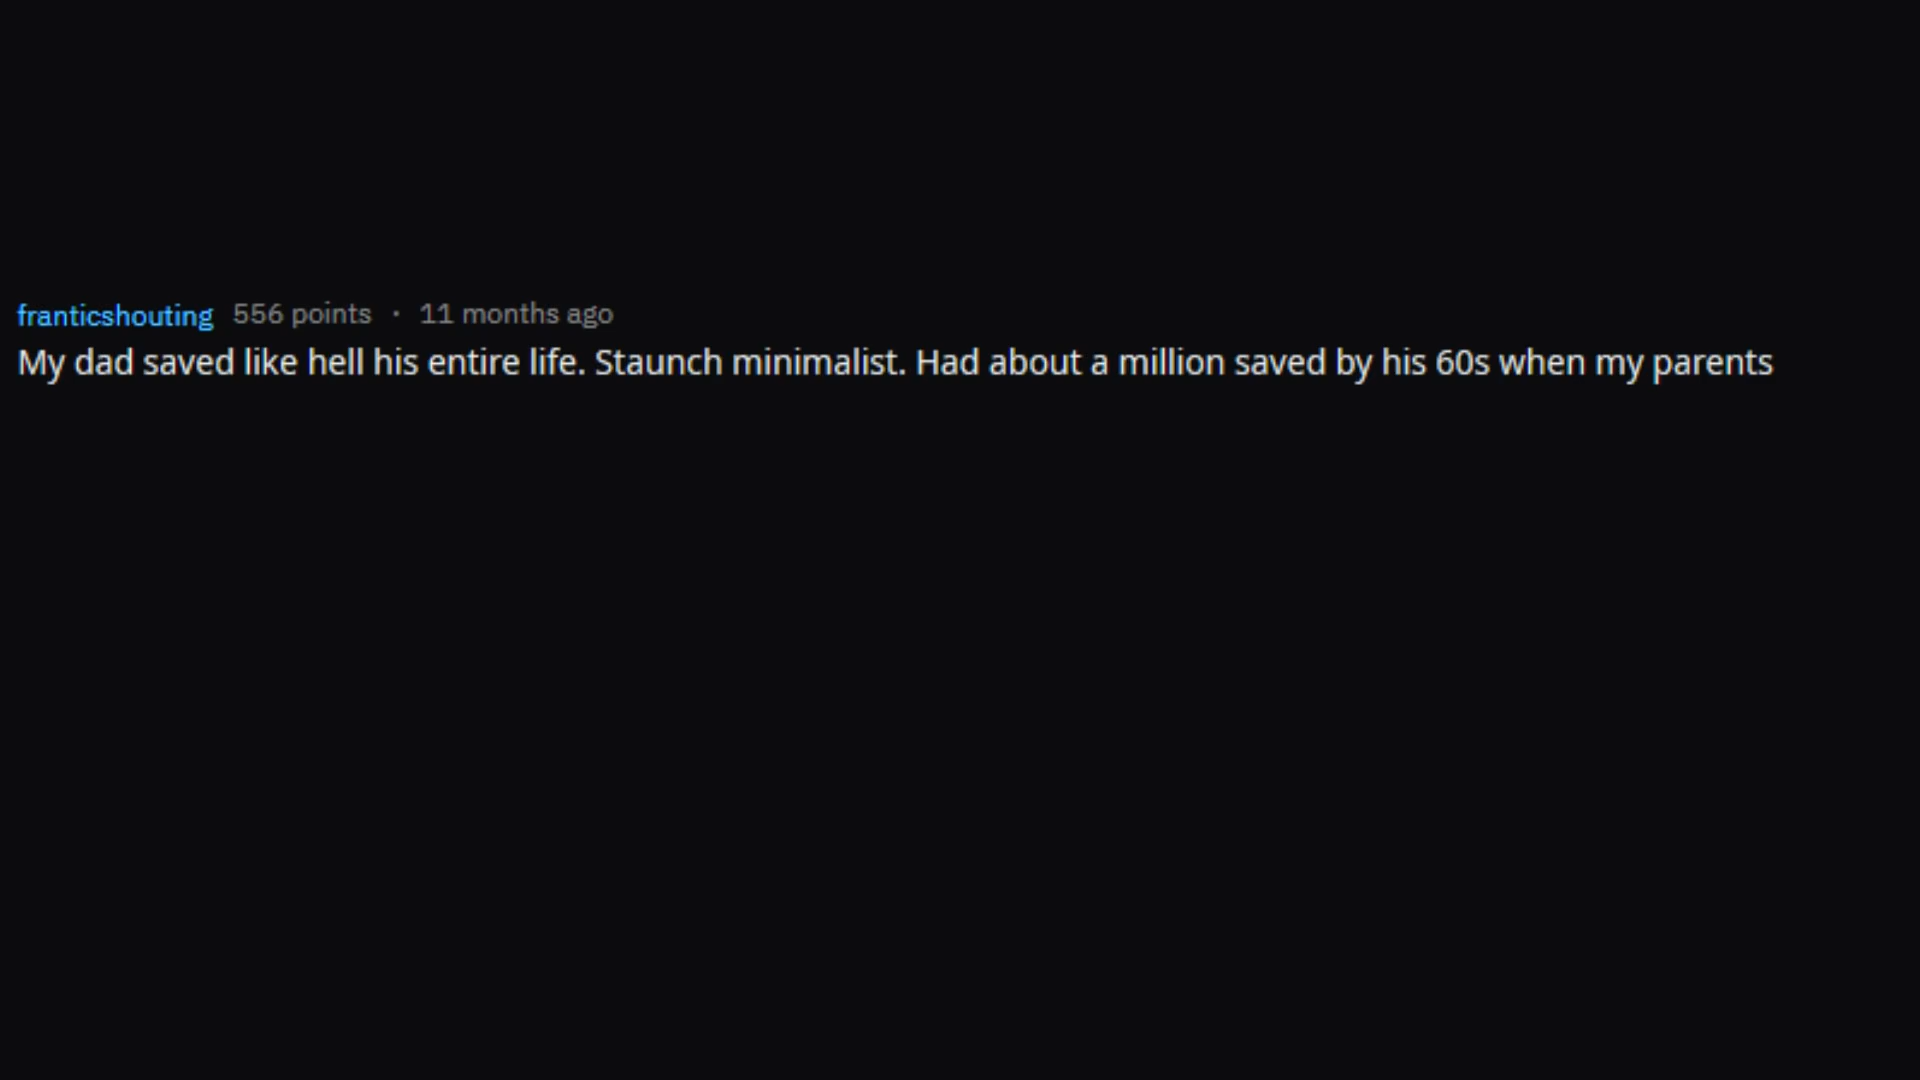 franticshouting 556 points · 11 months ago
My dad saved like hell his entire life. Staunch minimalist. Had about a million saved by his 60s when my parents